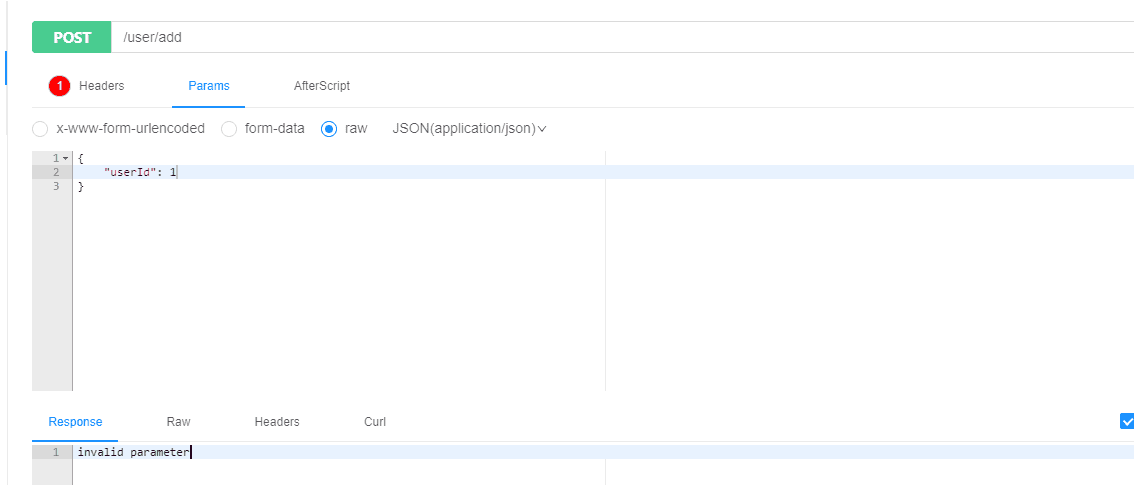 POST /user/add
1 Headers Params AfterScript
x-www-form-urlencoded form-data raw JSON(application/json)
1 {
2 "userId": 1
3 }
Response Raw Headers Curl
1 invalid parameter